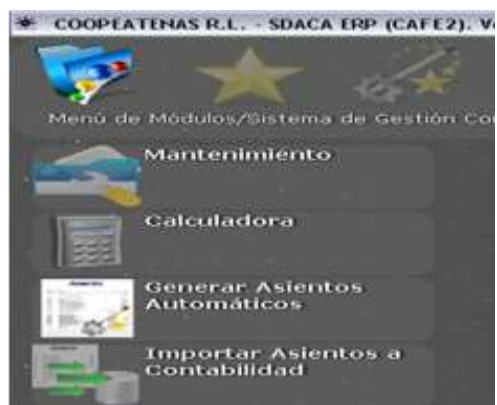 COOPEATENAS R.L. - SDACA ERP (CAFE2). V
Menú de Módulos/Sistema de Gestión Co
Mantenimiento
Calculadora
Generar Asientos
Automáticos
Importar Asientos a
Contabilidad